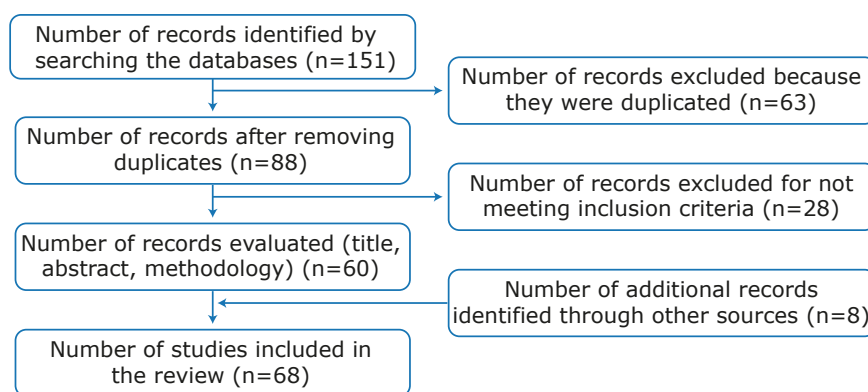 Number of records identified by
searching the databases (n=151)
Number of records excluded because
they were duplicated (n=63)
Number of records after removing
duplicates (n=88)
Number of records excluded for not
meeting inclusion criteria (n=28)
Number of records evaluated (title,
abstract, methodology) (n=60)
Number of additional records
identified through other sources (n=8)
Number of studies included in
the review (n=68)